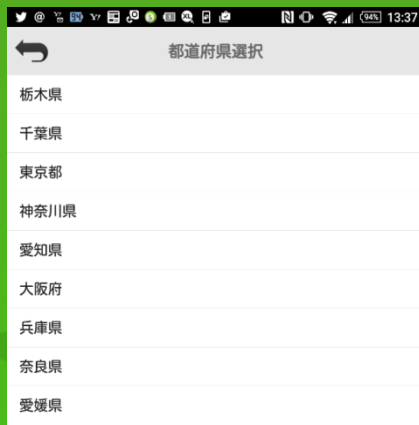 94% 13:37
都道府県選択
栃木県
千葉県
東京都
神奈川県
愛知県
大阪府
兵庫県
奈良県
愛媛県